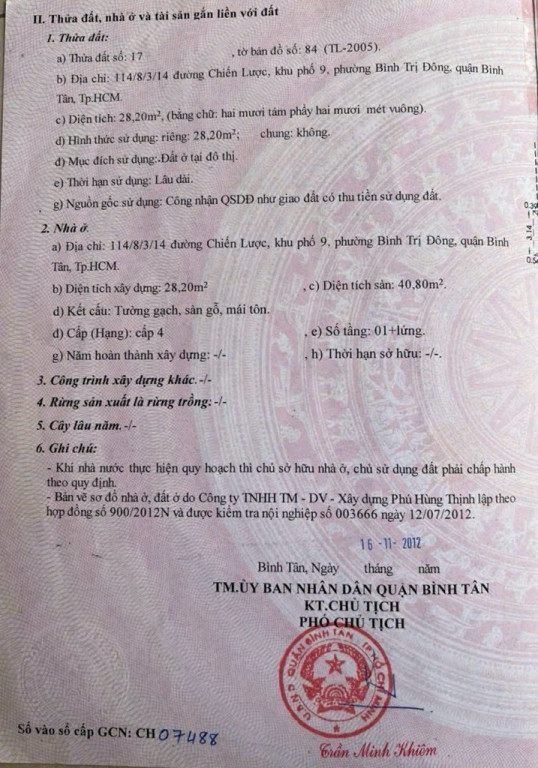 II. Thửa đất, nhà ở và tài sản gắn liền với đất
1. Thửa đất:
a) Thửa đất số: 17 , tờ bản đồ số: 84 (TL-2005).
b) Địa chỉ: 114/8/3/14 đường Chiến Lược, khu phố 9, phường Bình Trị Đông, quận Bình
Tân, Tp.HCM.
c) Diện tích: 28,20m², (bằng chữ: hai mươi tám phẩy hai mươi mét vuông).
d) Hình thức sử dụng: riêng: 28,20m²; chung: không.
đ) Mục đích sử dụng: Đất ở tại đô thị.
e) Thời hạn sử dụng: Lâu dài.
g) Nguồn gốc sử dụng: Công nhận QSDĐ như giao đất có thu tiền sử dụng đất.
2. Nhà ở.
a) Địa chỉ: 114/8/3/14 đường Chiến Lược, khu phố 9, phường Bình Trị Đông, quận Bình
Tân, Tp.HCM.
b) Diện tích xây dựng: 28,20m² , c) Diện tích sàn: 40,80m².
d) Kết cấu: Tường gạch, sàn gỗ, mái tôn.
đ) Cấp (Hạng): cấp 4 , e) Số tầng: 01+lửng.
g) Năm hoàn thành xây dựng: -/- , h) Thời hạn sở hữu: -/-.
3. Công trình xây dựng khác. -/-
4. Rừng sản xuất là rừng trồng: -/-
5. Cây lâu năm. -/-
6. Ghi chú:
- Khi nhà nước thực hiện quy hoạch thì chủ sở hữu nhà ở, chủ sử dụng đất phải chấp hành
theo quy định.
- Bản vẽ sơ đồ nhà ở, đất ở do Công ty TNHH TM - DV - Xây dựng Phú Hùng Thịnh lập theo
hợp đồng số 900/2012N và được kiểm tra nội nghiệp số 003666 ngày 12/07/2012.
16 -11- 2012
Bình Tân, Ngày tháng năm
TM.ỦY BAN NHÂN DÂN QUẬN BÌNH TÂN
KT.CHỦ TỊCH
PHÓ CHỦ TỊCH
U.B.N.D QUẬN BÌNH TÂN TP HỒ CHÍ MINH
Số vào sổ cấp GCN: CH 07488
Trần Minh Khiêm
3.14